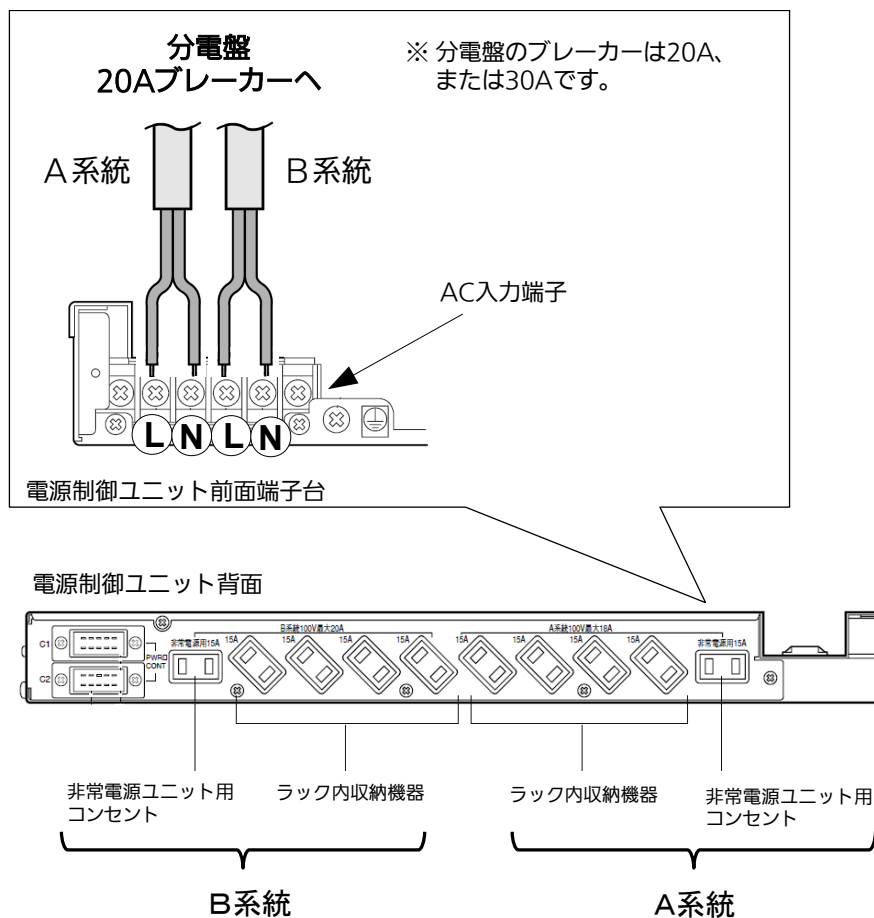 分電盤
20Aブレーカーへ
※ 分電盤のブレーカーは20A、
または30Aです。
A系統
B系統
AC入力端子
L N L N
電源制御ユニット前面端子台
電源制御ユニット背面
B系統100V最大20A
A系統100V最大18A
C1
C2
PWR
CONT
非常電源用15A
15A 15A 15A 15A 15A 15A 15A 15A
非常電源用15A
非常電源ユニット用
コンセント
ラック内収納機器
ラック内収納機器
非常電源ユニット用
コンセント
B系統
A系統